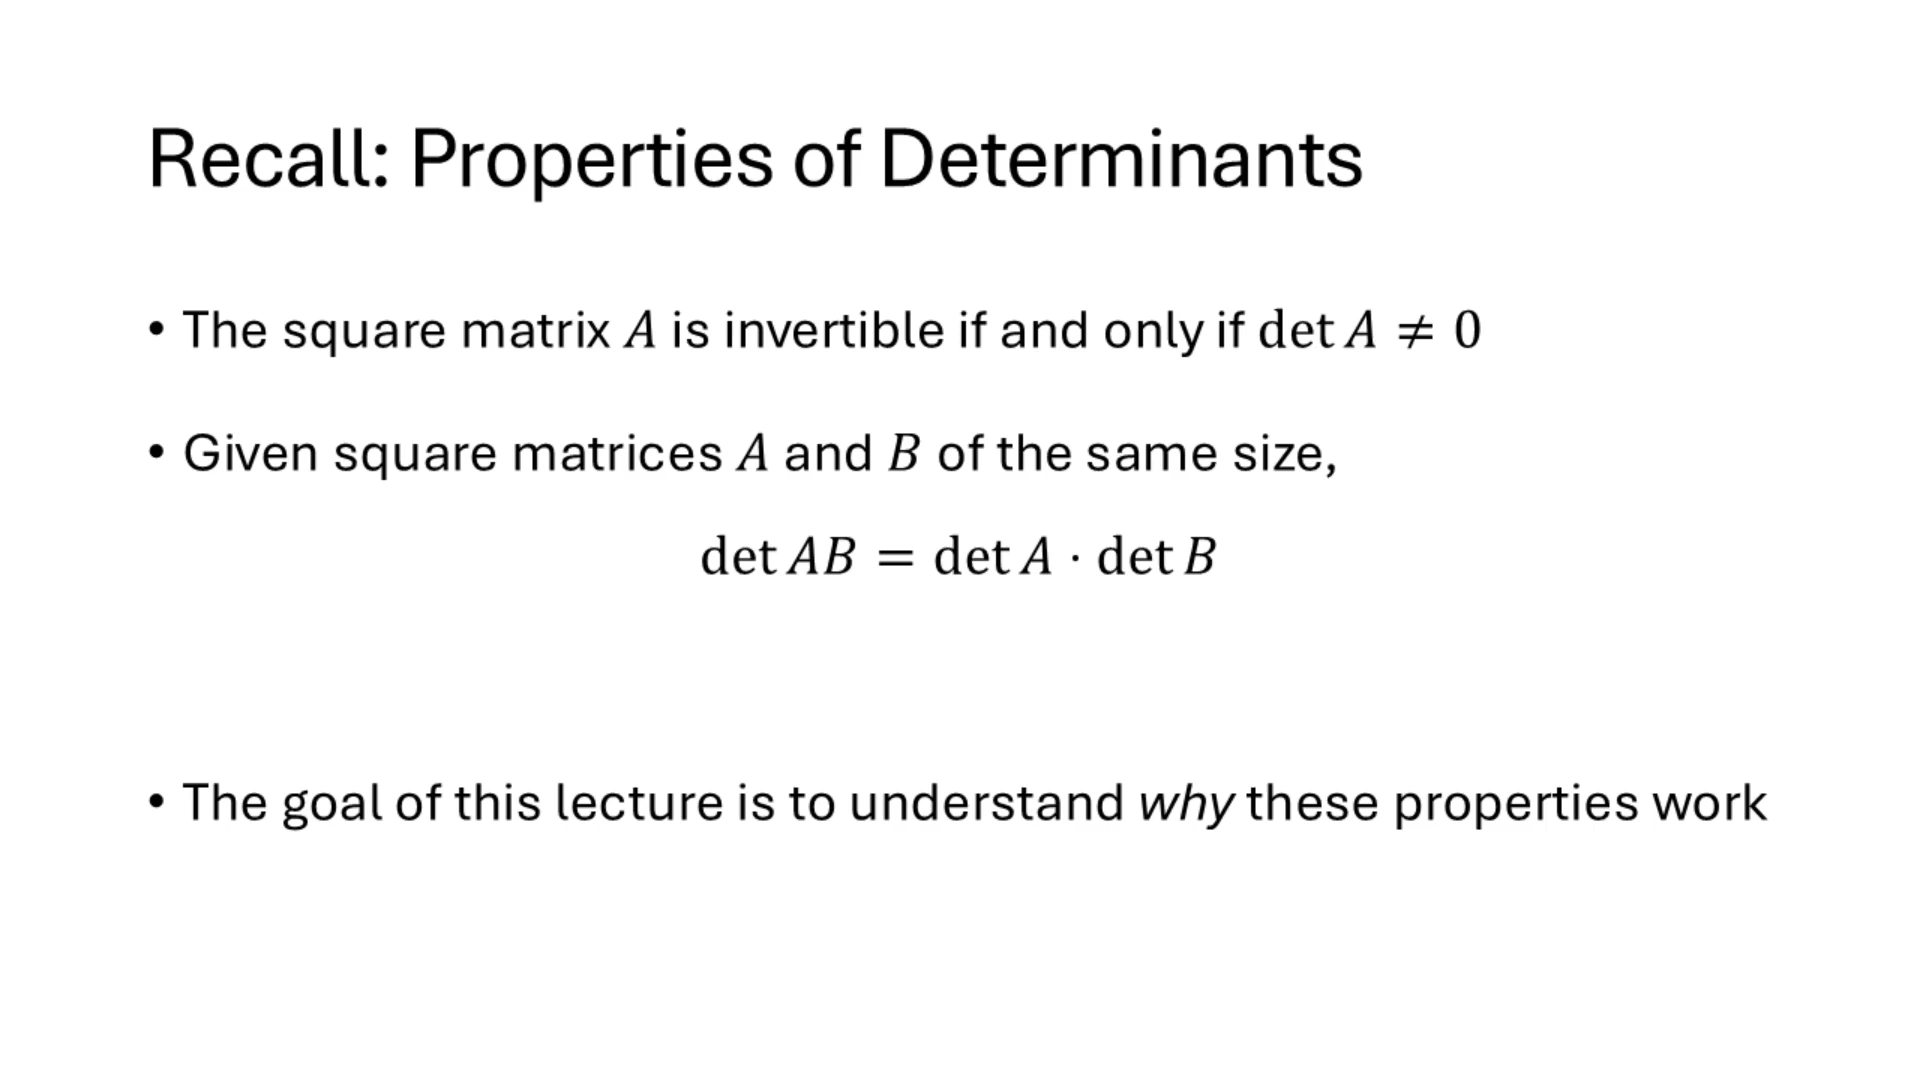 Recall: Properties of Determinants
• The square matrix A is invertible if and only if det A ≠ 0
• Given square matrices A and B of the same size,
det AB = det A · det B
• The goal of this lecture is to understand why these properties work